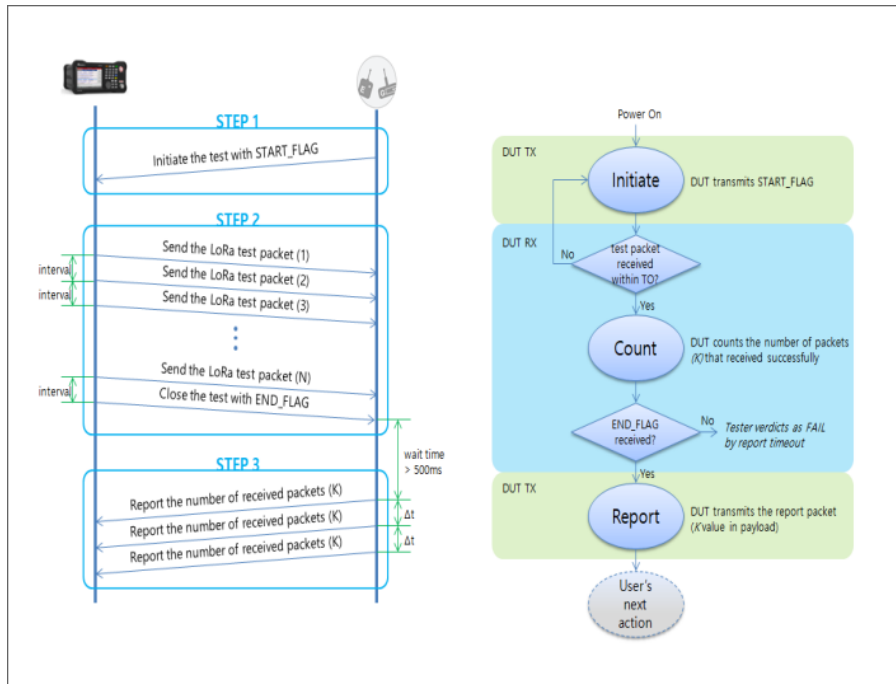 STEP 1
Initiate the test with START_FLAG
STEP 2
Send the LoRa test packet (1)
interval
Send the LoRa test packet (2)
interval
Send the LoRa test packet (3)
Send the LoRa test packet (N)
interval
Close the test with END_FLAG
wait time
> 500ms
STEP 3
Report the number of received packets (K)
Δt
Report the number of received packets (K)
Δt
Report the number of received packets (K)
Power On
DUT TX
Initiate
DUT transmits START_FLAG
DUT RX
No
test packet
received
within TO?
Yes
Count
DUT counts the number of packets
(K) that received successfully
END_FLAG
received?
No
Tester verdicts as FAIL
by report timeout
Yes
DUT TX
Report
DUT transmits the report packet
(K value in payload)
User's
next
action